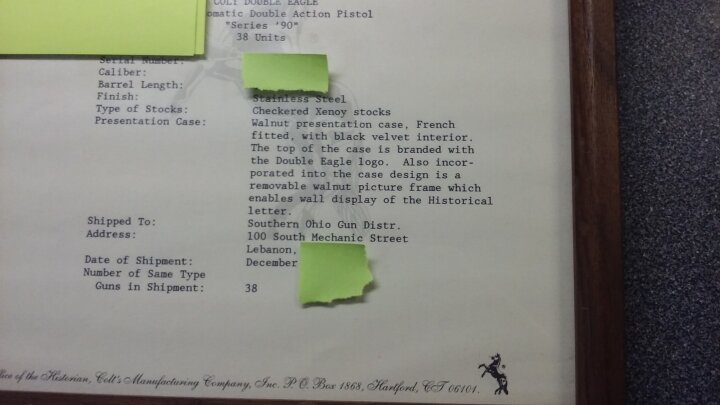 COLT DOUBLE EAGLE
omatic Double Action Pistol
"Series '90"
38 Units
Serial Number:
Caliber:
Barrel Length:
Finish: Stainless Steel
Type of Stocks: Checkered Xenoy stocks
Presentation Case: Walnut presentation case, French
fitted, with black velvet interior.
The top of the case is branded with
the Double Eagle logo. Also incor-
porated into the case design is a
removable walnut picture frame which
enables wall display of the Historical
letter.
Shipped To: Southern Ohio Gun Distr.
Address: 100 South Mechanic Street
Lebanon,
Date of Shipment: December
Number of Same Type
Guns in Shipment: 38
fice of the Historian, Colt's Manufacturing Company, Inc. P.O. Box 1868, Hartford, CT 06101.